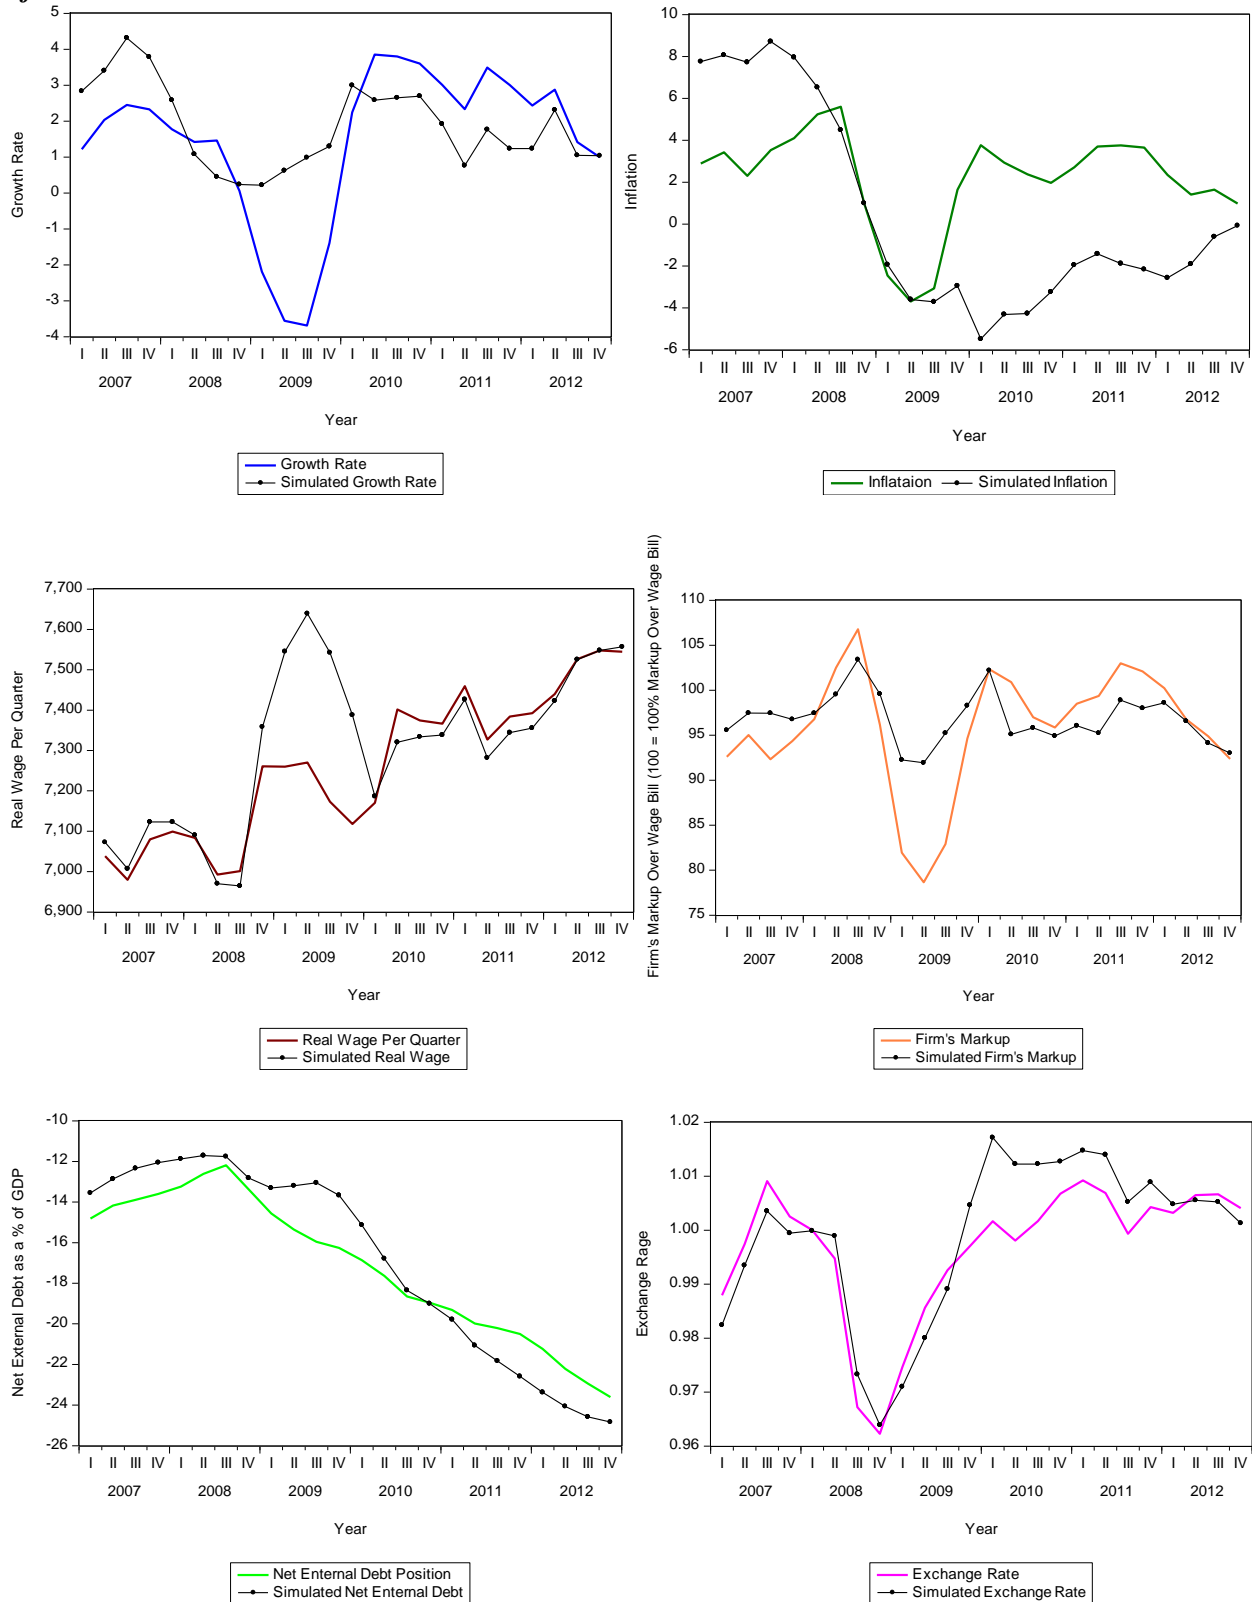 5
4
3
2
1
0
-1
-2
-3
-4
Growth Rate
I II III IV I II III IV I II III IV I II III IV I II III IV I II III IV
2007 2008 2009 2010 2011 2012
Year
Growth Rate
Simulated Growth Rate
10
8
6
4
2
0
-2
-4
-6
Inflation
I II III IV I II III IV I II III IV I II III IV I II III IV I II III IV
2007 2008 2009 2010 2011 2012
Year
Inflataion Simulated Inflation
7,700
7,600
7,500
7,400
7,300
7,200
7,100
7,000
6,900
Real Wage Per Quarter
I II III IV I II III IV I II III IV I II III IV I II III IV I II III IV
2007 2008 2009 2010 2011 2012
Year
Real Wage Per Quarter
Simulated Real Wage
110
105
100
95
90
85
80
75
Firm's Markup Over Wage Bill (100 = 100% Markup Over Wage Bill)
I II III IV I II III IV I II III IV I II III IV I II III IV I II III IV
2007 2008 2009 2010 2011 2012
Year
Firm's Markup
Simulated Firm's Markup
-10
-12
-14
-16
-18
-20
-22
-24
-26
Net External Debt as a % of GDP
I II III IV I II III IV I II III IV I II III IV I II III IV I II III IV
2007 2008 2009 2010 2011 2012
Year
Net Enternal Debt Position
Simulated Net Enternal Debt
1.02
1.01
1.00
0.99
0.98
0.97
0.96
Exchange Rage
I II III IV I II III IV I II III IV I II III IV I II III IV I II III IV
2007 2008 2009 2010 2011 2012
Year
Exchange Rate
Simulated Exchange Rate